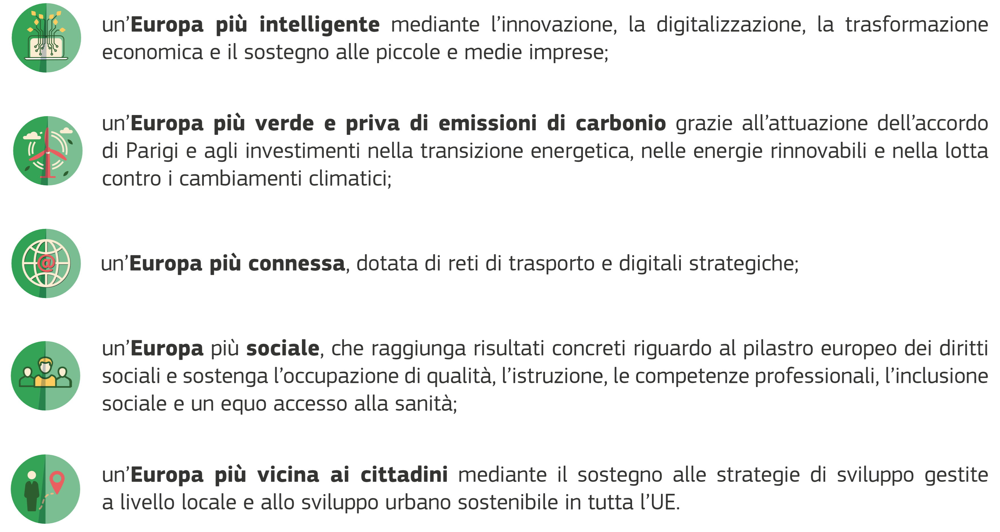 un’Europa più intelligente mediante l’innovazione, la digitalizzazione, la trasformazione
economica e il sostegno alle piccole e medie imprese;
un’Europa più verde e priva di emissioni di carbonio grazie all’attuazione dell’accordo
di Parigi e agli investimenti nella transizione energetica, nelle energie rinnovabili e nella lotta
contro i cambiamenti climatici;
@
un’Europa più connessa, dotata di reti di trasporto e digitali strategiche;
un’Europa più sociale, che raggiunga risultati concreti riguardo al pilastro europeo dei diritti
sociali e sostenga l’occupazione di qualità, l’istruzione, le competenze professionali, l’inclusione
sociale e un equo accesso alla sanità;
un’Europa più vicina ai cittadini mediante il sostegno alle strategie di sviluppo gestite
a livello locale e allo sviluppo urbano sostenibile in tutta l’UE.